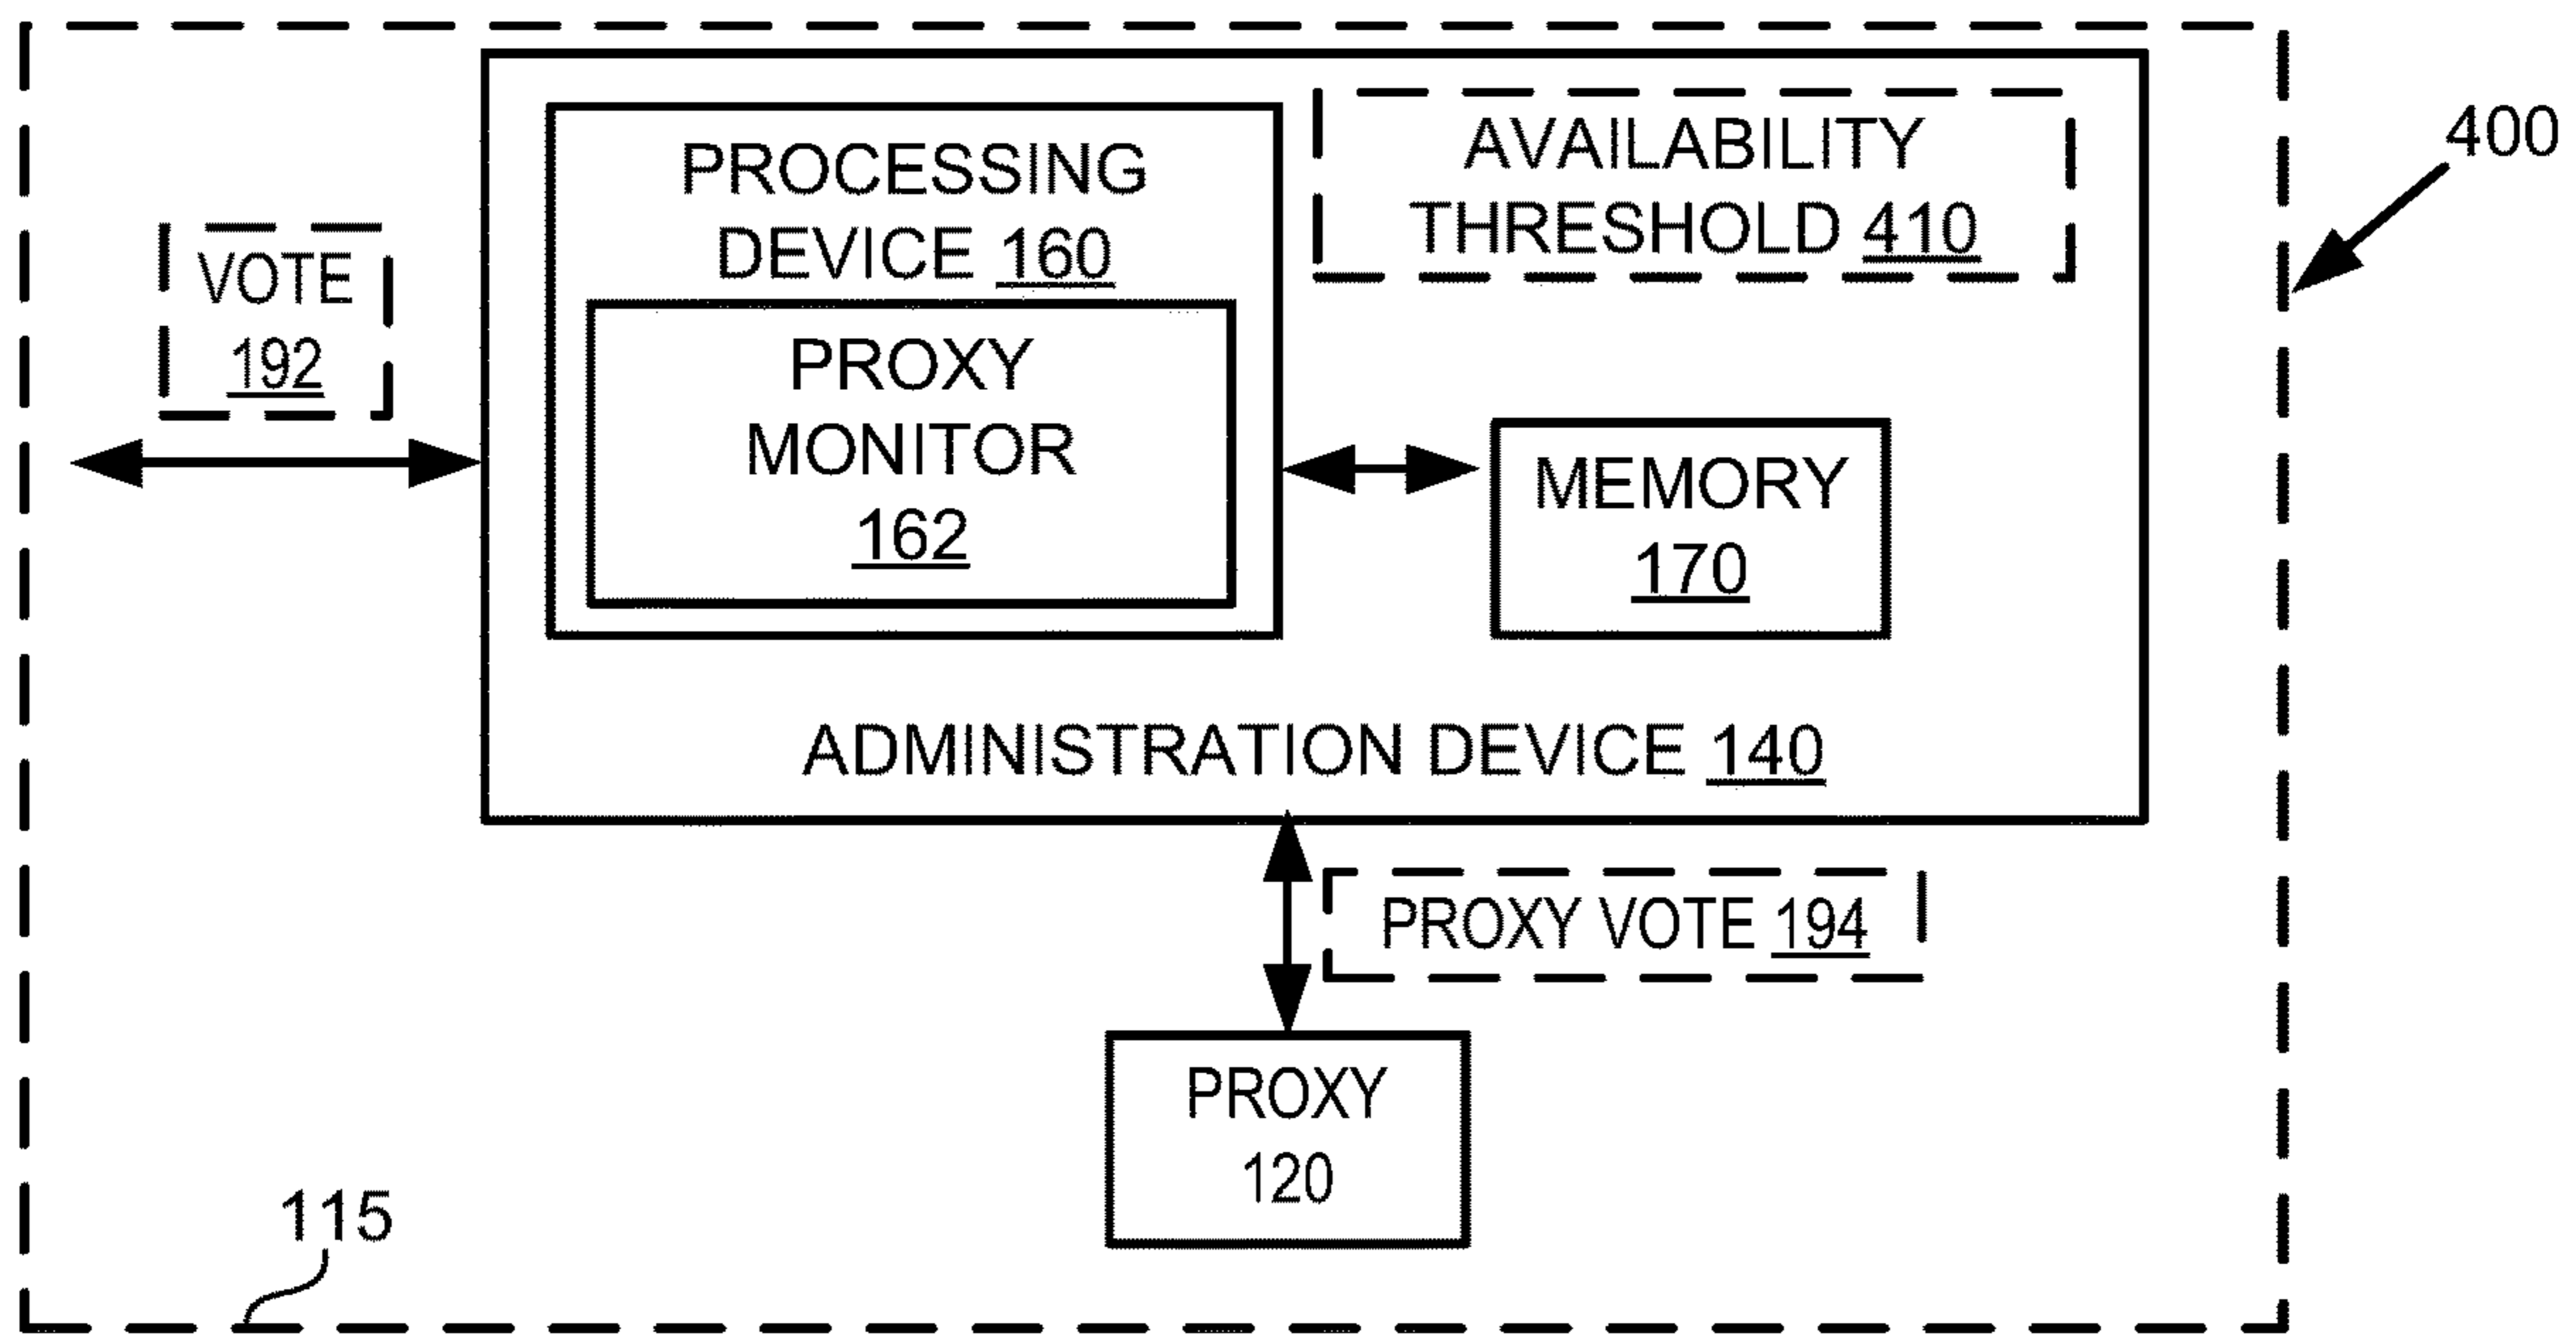 400
AVAILABILITY
THRESHOLD 410
PROCESSING
DEVICE 160
VOTE
192
PROXY
MONITOR
162
MEMORY
170
ADMINISTRATION DEVICE 140
PROXY VOTE 194
PROXY
120
115